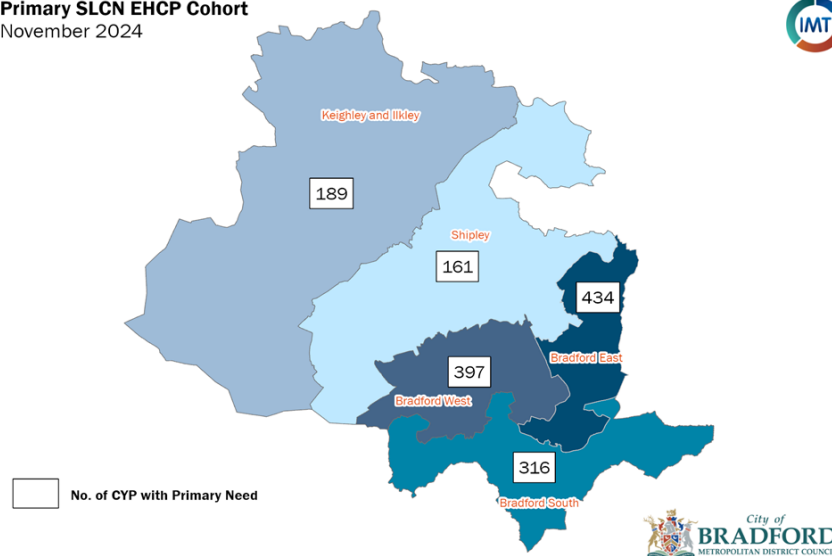 Primary SLCN EHCP Cohort
November 2024
IMT
Keighley and Ilkley
189
Shipley
161
434
Bradford East
397
Bradford West
316
Bradford South
No. of CYP with Primary Need
City of
BRADFORD
METROPOLITAN DISTRICT COUNC